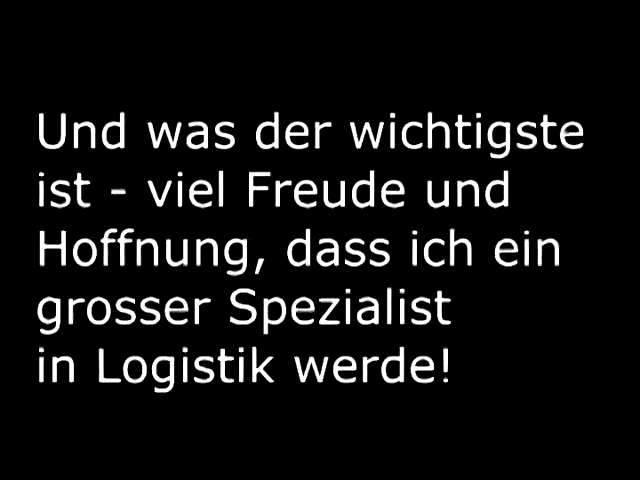 Und was der wichtigste
ist - viel Freude und
Hoffnung, dass ich ein
grosser Spezialist
in Logistik werde!